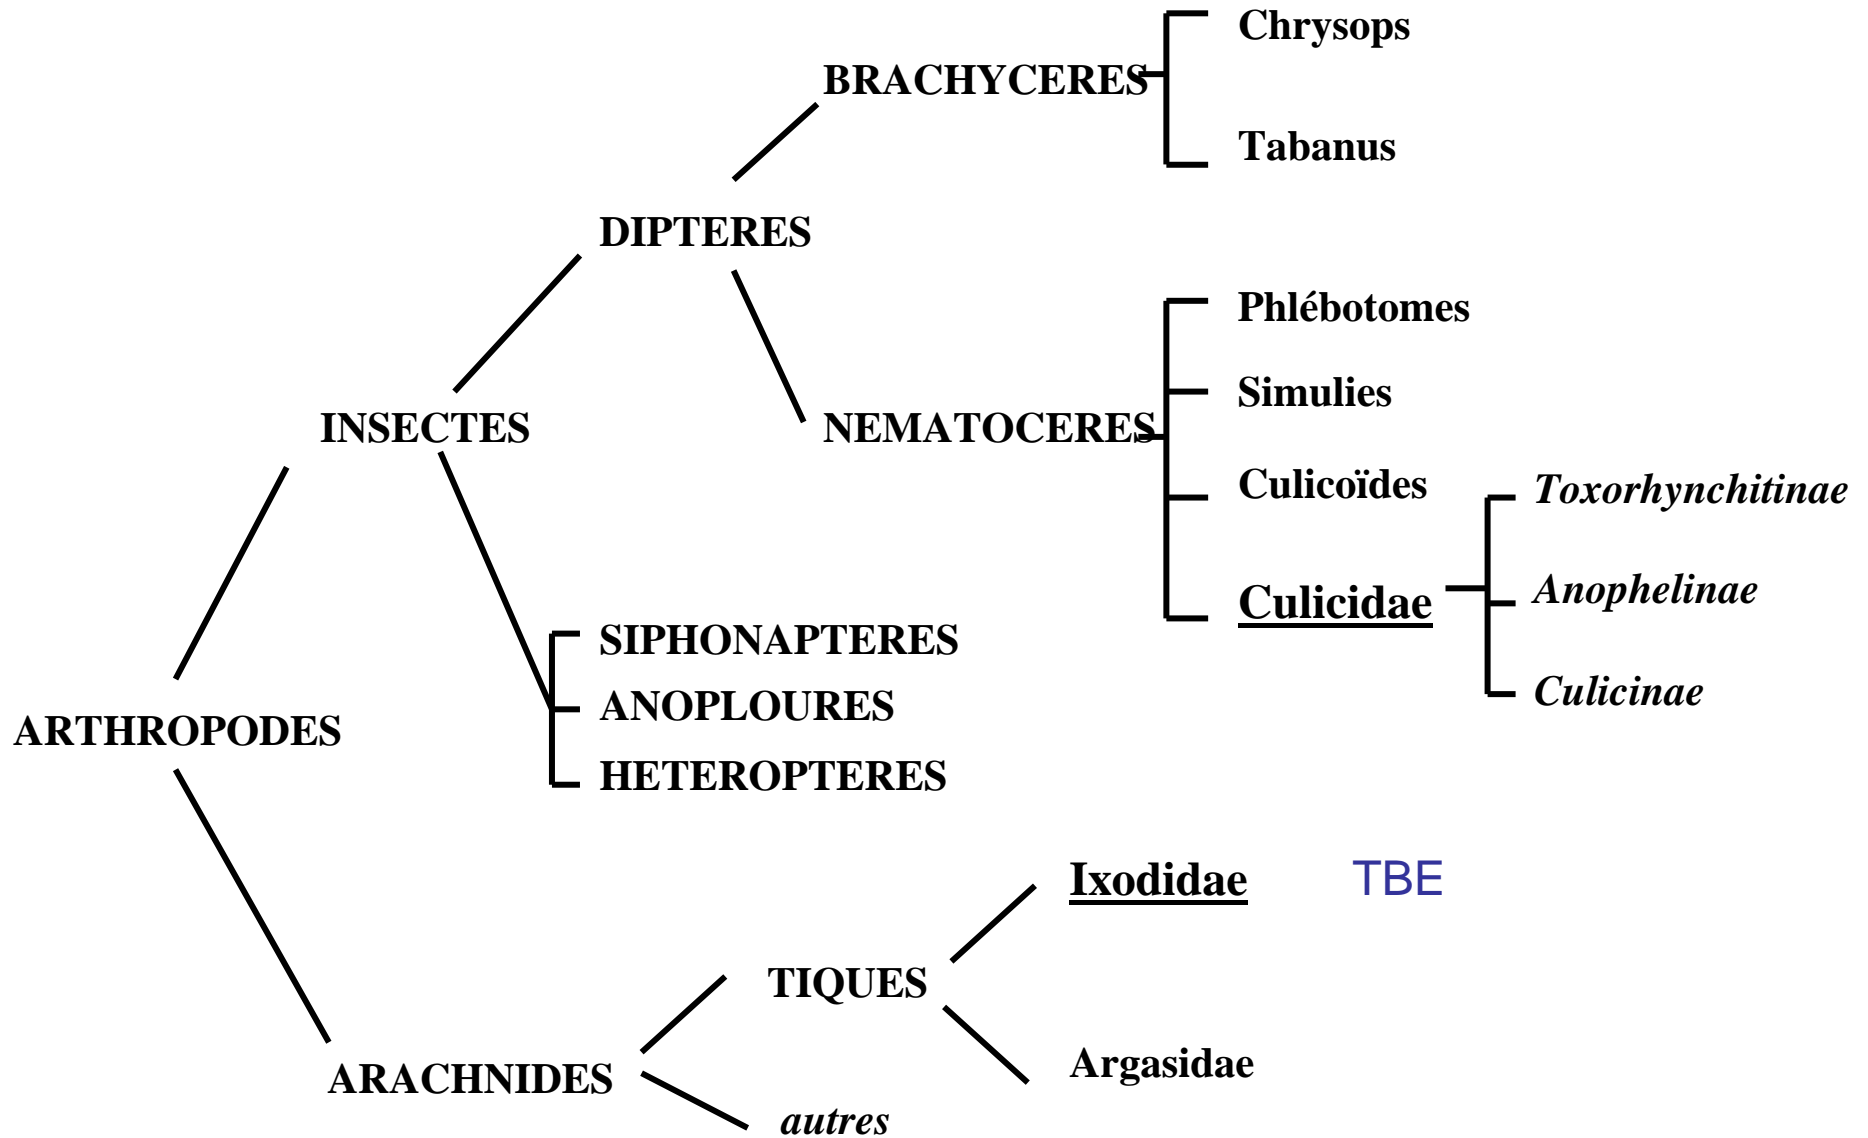 Chrysops
BRACHYCERES
Tabanus
DIPTERES
Phlébotomes
Simulies
INSECTES
NEMATOCERES
Culicoïdes
Toxorhynchitinae
Culicidae
Anophelinae
SIPHONAPTERES
Culicinae
ANOPLOURES
ARTHROPODES
HETEROPTERES
Ixodidae TBE
TIQUES
Argasidae
ARACHNIDES
autres